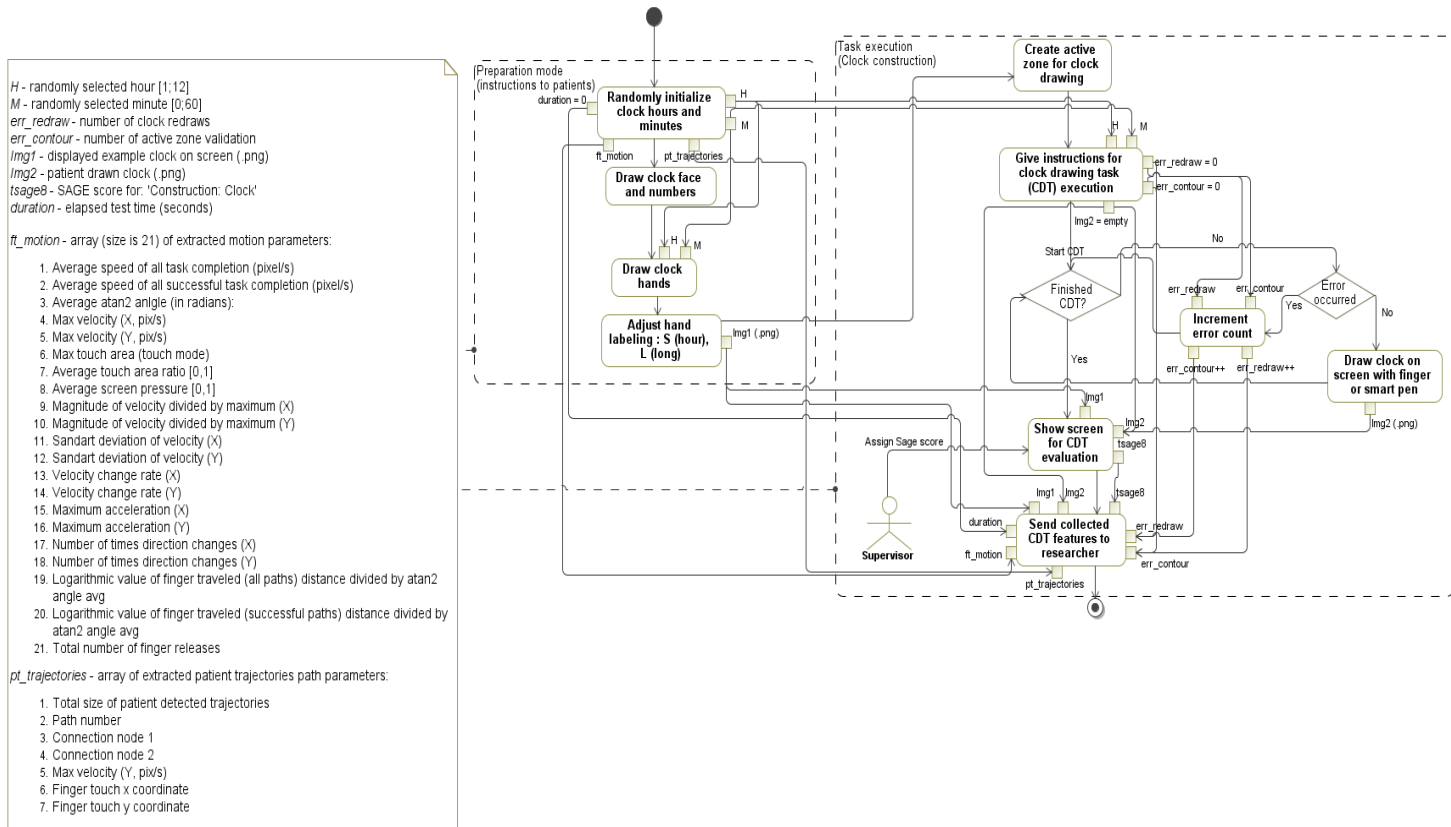 H - randomly selected hour [1;12]
M - randomly selected minute [0;60]
err_redraw - number of clock redraws
err_contour - number of active zone validation
Img1 - displayed example clock on screen (.png)
Img2 - patient drawn clock (.png)
tsage8 - SAGE score for: 'Construction: Clock'
duration - elapsed test time (seconds)
ft_motion - array (size is 21) of extracted motion parameters:
1. Average speed of all task completion (pixel/s)
2. Average speed of all successful task completion (pixel/s)
3. Average atan2 anlgle (in radians):
4. Max velocity (X, pix/s)
5. Max velocity (Y, pix/s)
6. Max touch area (touch mode)
7. Average touch area ratio [0,1]
8. Average screen pressure [0,1]
9. Magnitude of velocity divided by maximum (X)
10. Magnitude of velocity divided by maximum (Y)
11. Sandart deviation of velocity (X)
12. Sandart deviation of velocity (Y)
13. Velocity change rate (X)
14. Velocity change rate (Y)
15. Maximum acceleration (X)
16. Maximum acceleration (Y)
17. Number of times direction changes (X)
18. Number of times direction changes (Y)
19. Logarithmic value of finger traveled (all paths) distance divided by atan2
angle avg
20. Logarithmic value of finger traveled (successful paths) distance divided by
atan2 angle avg
21. Total number of finger releases
pt_trajectories - array of extracted patient trajectories path parameters:
1. Total size of patient detected trajectories
2. Path number
3. Connection node 1
4. Connection node 2
5. Max velocity (Y, pix/s)
6. Finger touch x coordinate
7. Finger touch y coordinate
Preparation mode
(instructions to patients)
duration = 0
Randomly initialize
clock hours and
minutes
H
M
ft_motion
pt_trajectories
Draw clock face
and numbers
H
M
Draw clock
hands
Adjust hand
labeling : S (hour),
L (long)
Img1 (.png)
Task execution
(Clock construction)
Create active
zone for clock
drawing
H
M
Give instructions for
clock drawing task
(CDT) execution
err_redraw = 0
err_contour = 0
Img2 = empty
Start CDT
No
Finished
CDT?
Yes
err_redraw
err_contour
Increment
error count
err_contour++
err_redraw++
Error
occurred
Yes
No
Draw clock on
screen with finger
or smart pen
Img2 (.png)
Img1
Show screen
for CDT
evaluation
Img2
tsage8
Assign Sage score
Supervisor
Img1
Img2
tsage8
duration
ft_motion
Send collected
CDT features to
researcher
err_redraw
err_contour
pt_trajectories